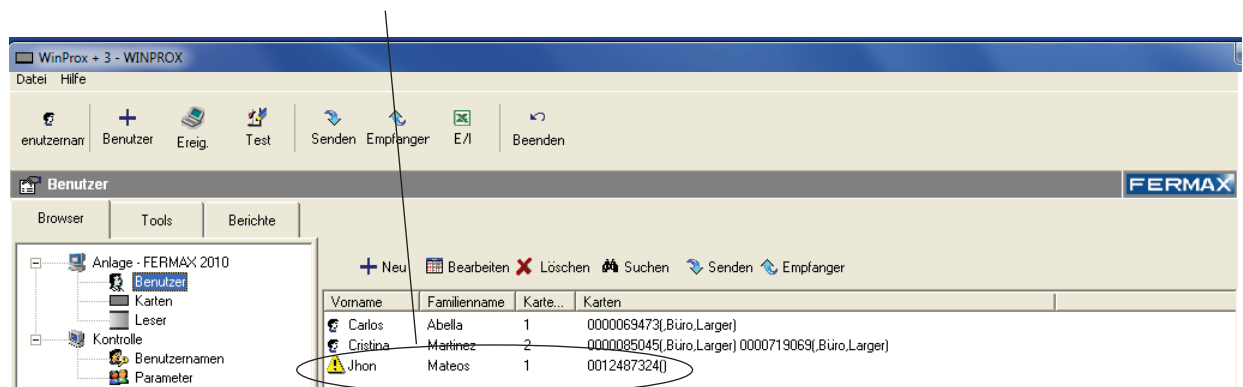 WinProx + 3 - WINPROX
Datei Hilfe
enutzernam Benutzer Ereig. Test Senden Empfanger E/I Beenden
Benutzer FERMAX
Browser Tools Berichte
Anlage - FERMAX 2010
Benutzer
Karten
Leser
Kontrolle
Benutzernamen
Parameter
Neu Bearbeiten Löschen Suchen Senden Empfanger
Vorname Familienname Karte... Karten
Carlos Abella 1 0000069473(,Büro,Larger)
Cristina Martinez 2 0000085045(,Büro,Larger) 0000719069(,Büro,Larger)
Jhon Mateos 1 0012487324()